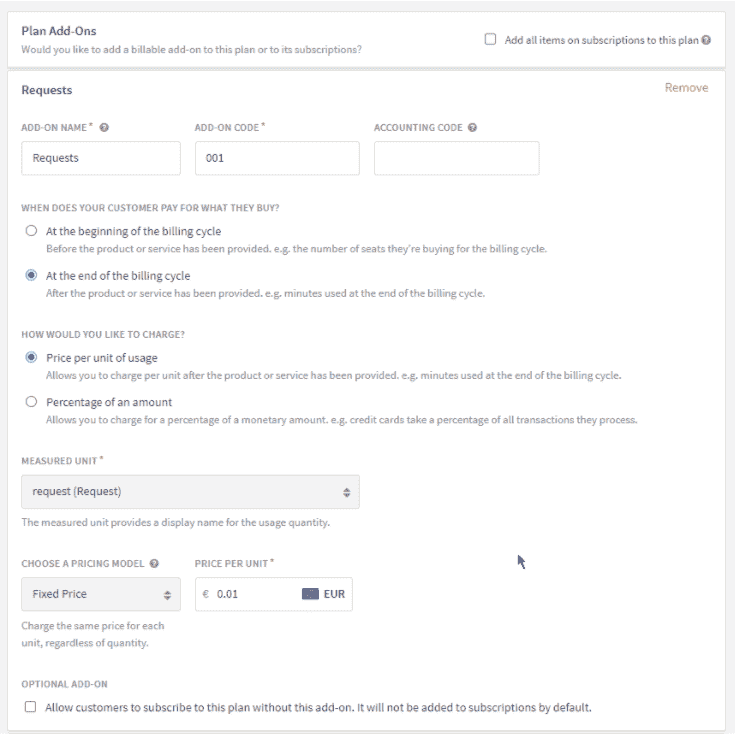 Plan Add-Ons
Would you like to add a billable add-on to this plan or to its subscriptions?
Add all items on subscriptions to this plan
Requests
Remove
ADD-ON NAME *
ADD-ON CODE *
ACCOUNTING CODE
Requests
001
WHEN DOES YOUR CUSTOMER PAY FOR WHAT THEY BUY?
At the beginning of the billing cycle
Before the product or service has been provided. e.g. the number of seats they're buying for the billing cycle.
At the end of the billing cycle
After the product or service has been provided. e.g. minutes used at the end of the billing cycle.
HOW WOULD YOU LIKE TO CHARGE?
Price per unit of usage
Allows you to charge per unit after the product or service has been provided. e.g. minutes used at the end of the billing cycle.
Percentage of an amount
Allows you to charge for a percentage of a monetary amount. e.g. credit cards take a percentage of all transactions they process.
MEASURED UNIT *
request (Request)
The measured unit provides a display name for the usage quantity.
CHOOSE A PRICING MODEL
PRICE PER UNIT *
Fixed Price
€ 0.01
EUR
Charge the same price for each
unit, regardless of quantity.
OPTIONAL ADD-ON
Allow customers to subscribe to this plan without this add-on. It will not be added to subscriptions by default.